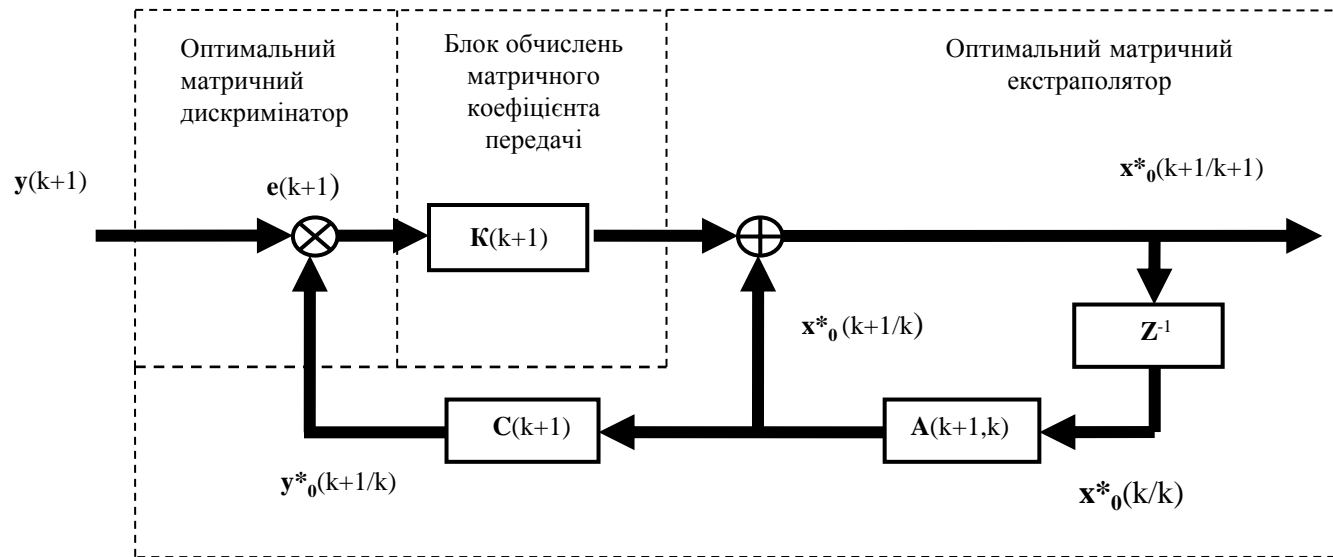 Оптимальний
матричний
дискримінатор
Блок обчислень
матричного
коефіцієнта
передачі
Оптимальний матричний
екстраполятор
y(k+1)
e(k+1)
x*₀(k+1/k+1)
К(k+1)
x*₀(k+1/k)
Z⁻¹
С(k+1)
А(k+1,k)
y*₀(k+1/k)
x*₀(k/k)